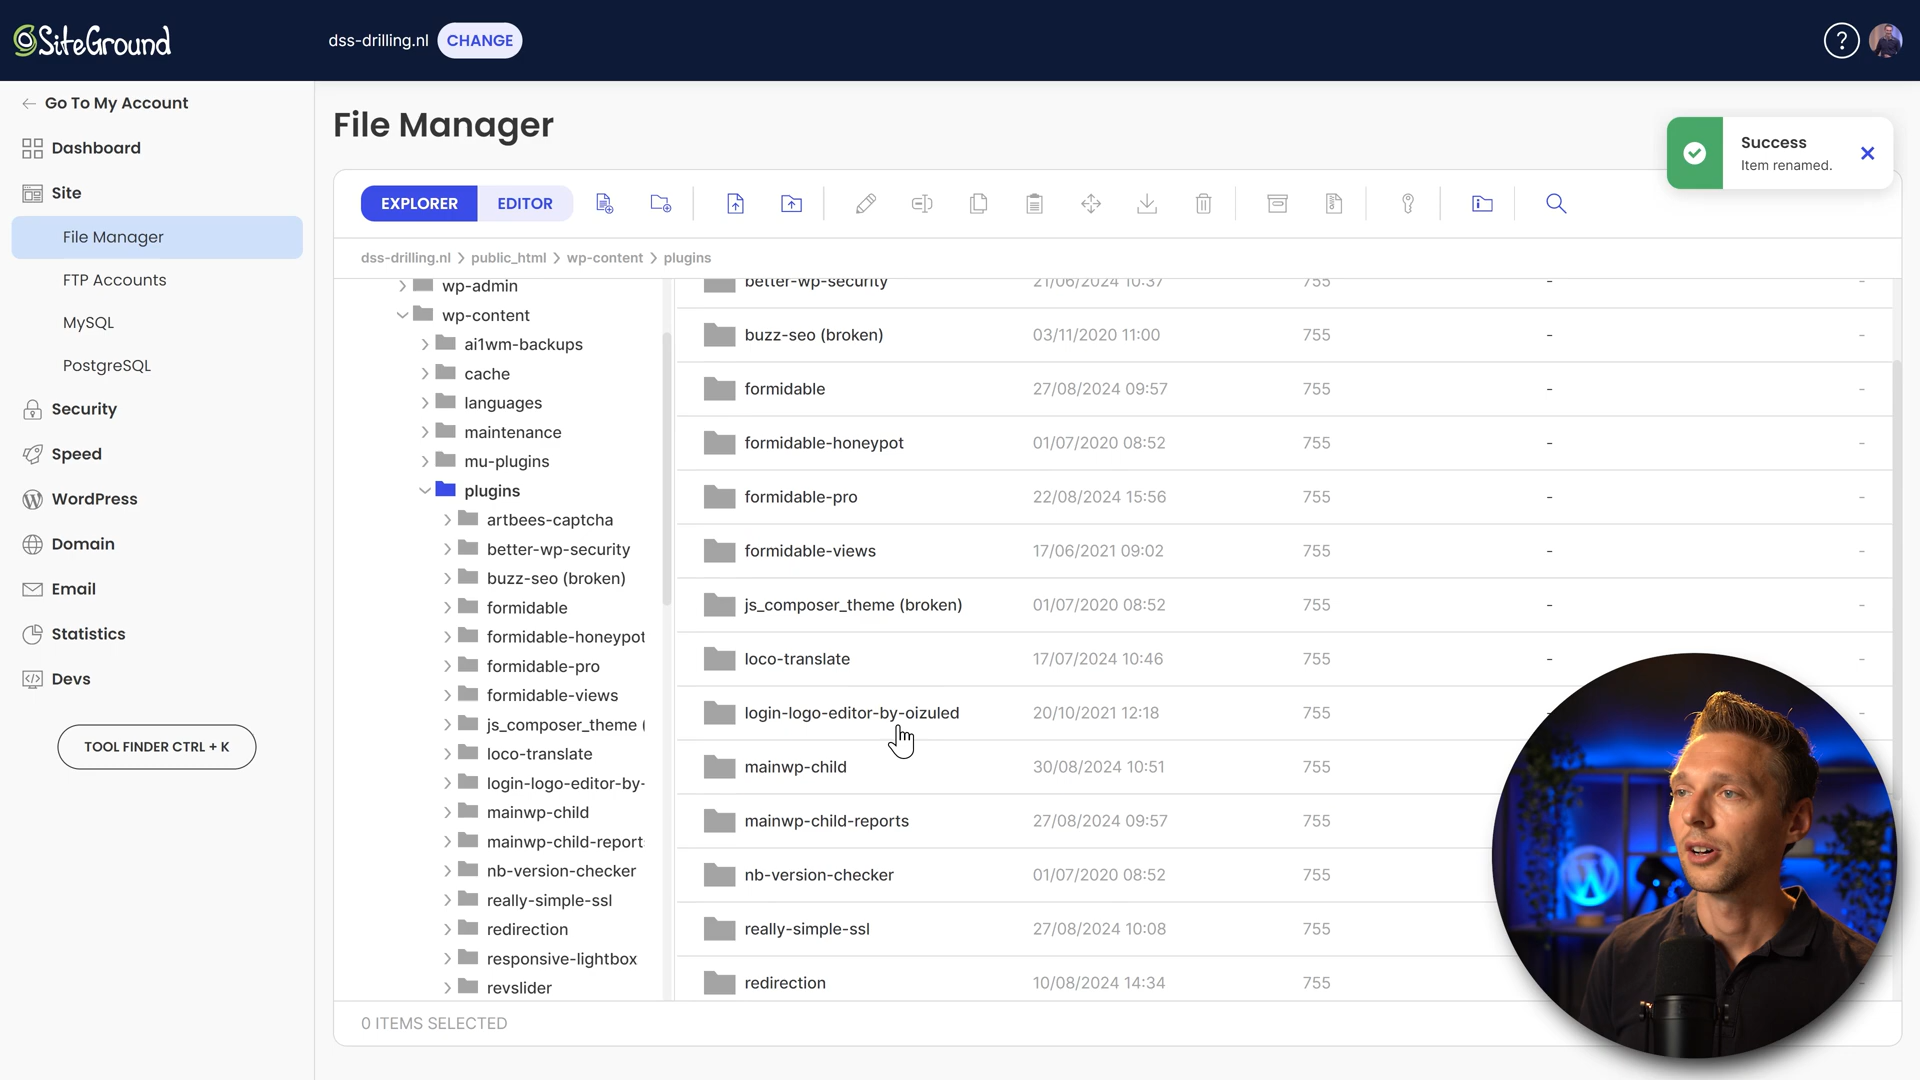 SiteGround
dss-drilling.nl CHANGE
?
Go To My Account
Dashboard
Site
File Manager
FTP Accounts
MySQL
PostgreSQL
Security
Speed
WordPress
Domain
Email
Statistics
Devs
TOOL FINDER CTRL + K
File Manager
Success
Item renamed.
EXPLORER EDITOR
dss-drilling.nl > public_html > wp-content > plugins
wp-admin
wp-content
ai1wm-backups
cache
languages
maintenance
mu-plugins
plugins
artbees-captcha
better-wp-security
buzz-seo (broken)
formidable
formidable-honeypot
formidable-pro
formidable-views
js_composer_theme (
loco-translate
login-logo-editor-by-
mainwp-child
mainwp-child-report
nb-version-checker
really-simple-ssl
redirection
responsive-lightbox
revslider
better-wp-security 21/06/2024 10:37 755 - -
buzz-seo (broken) 03/11/2020 11:00 755 - -
formidable 27/08/2024 09:57 755 - -
formidable-honeypot 01/07/2020 08:52 755 - -
formidable-pro 22/08/2024 15:56 755 - -
formidable-views 17/06/2021 09:02 755 - -
js_composer_theme (broken) 01/07/2020 08:52 755 - -
loco-translate 17/07/2024 10:46 755 - -
login-logo-editor-by-oizuled 20/10/2021 12:18 755 - -
mainwp-child 30/08/2024 10:51 755
mainwp-child-reports 27/08/2024 09:57 755
nb-version-checker 01/07/2020 08:52 755
really-simple-ssl 27/08/2024 10:08 755
redirection 10/08/2024 14:34 755
0 ITEMS SELECTED